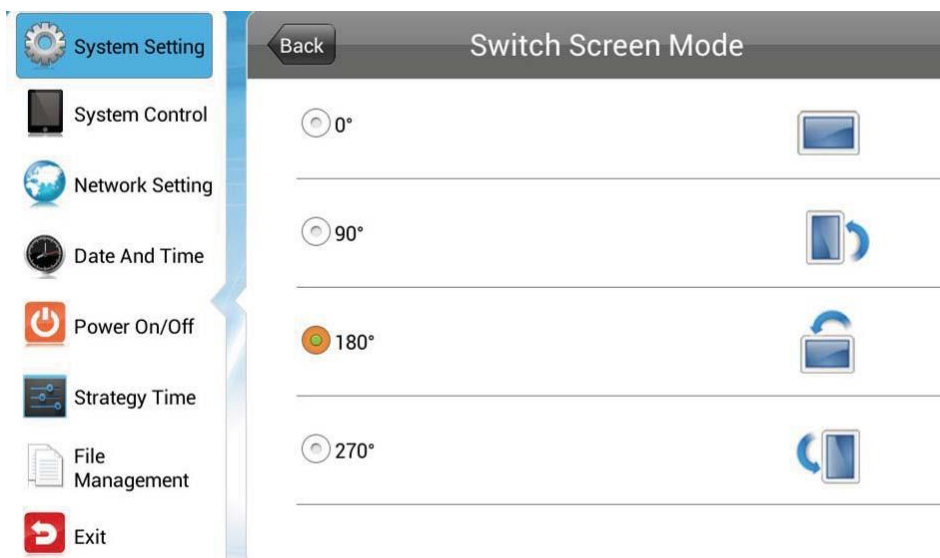 System Setting
System Control
Network Setting
Date And Time
Power On/Off
Strategy Time
File
Management
Exit
Back
Switch Screen Mode
0°
90°
180°
270°